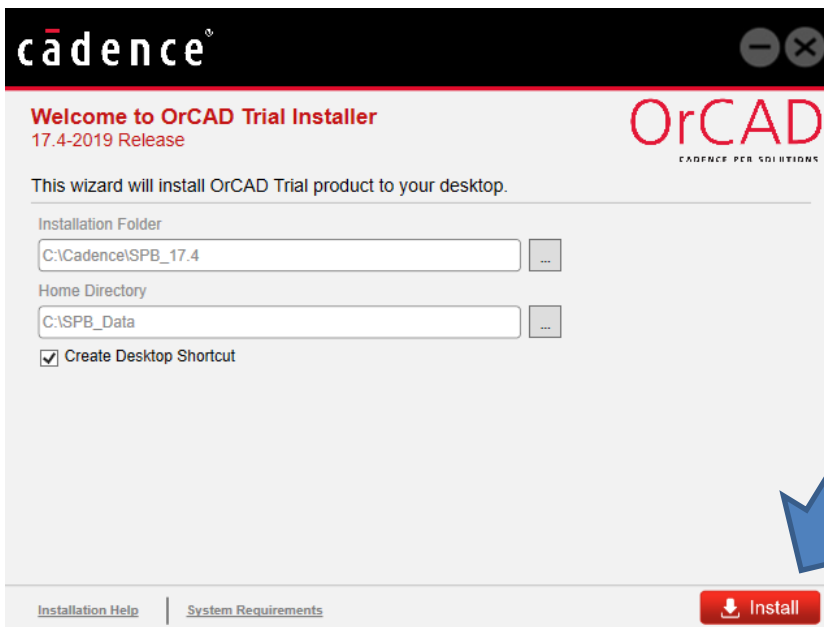 cādence®
Welcome to OrCAD Trial Installer
17.4-2019 Release
OrCAD
CADENCE PCB SOLUTIONS
This wizard will install OrCAD Trial product to your desktop.
Installation Folder
C:\Cadence\SPB_17.4
...
Home Directory
C:\SPB_Data
...
Create Desktop Shortcut
Installation Help
System Requirements
Install